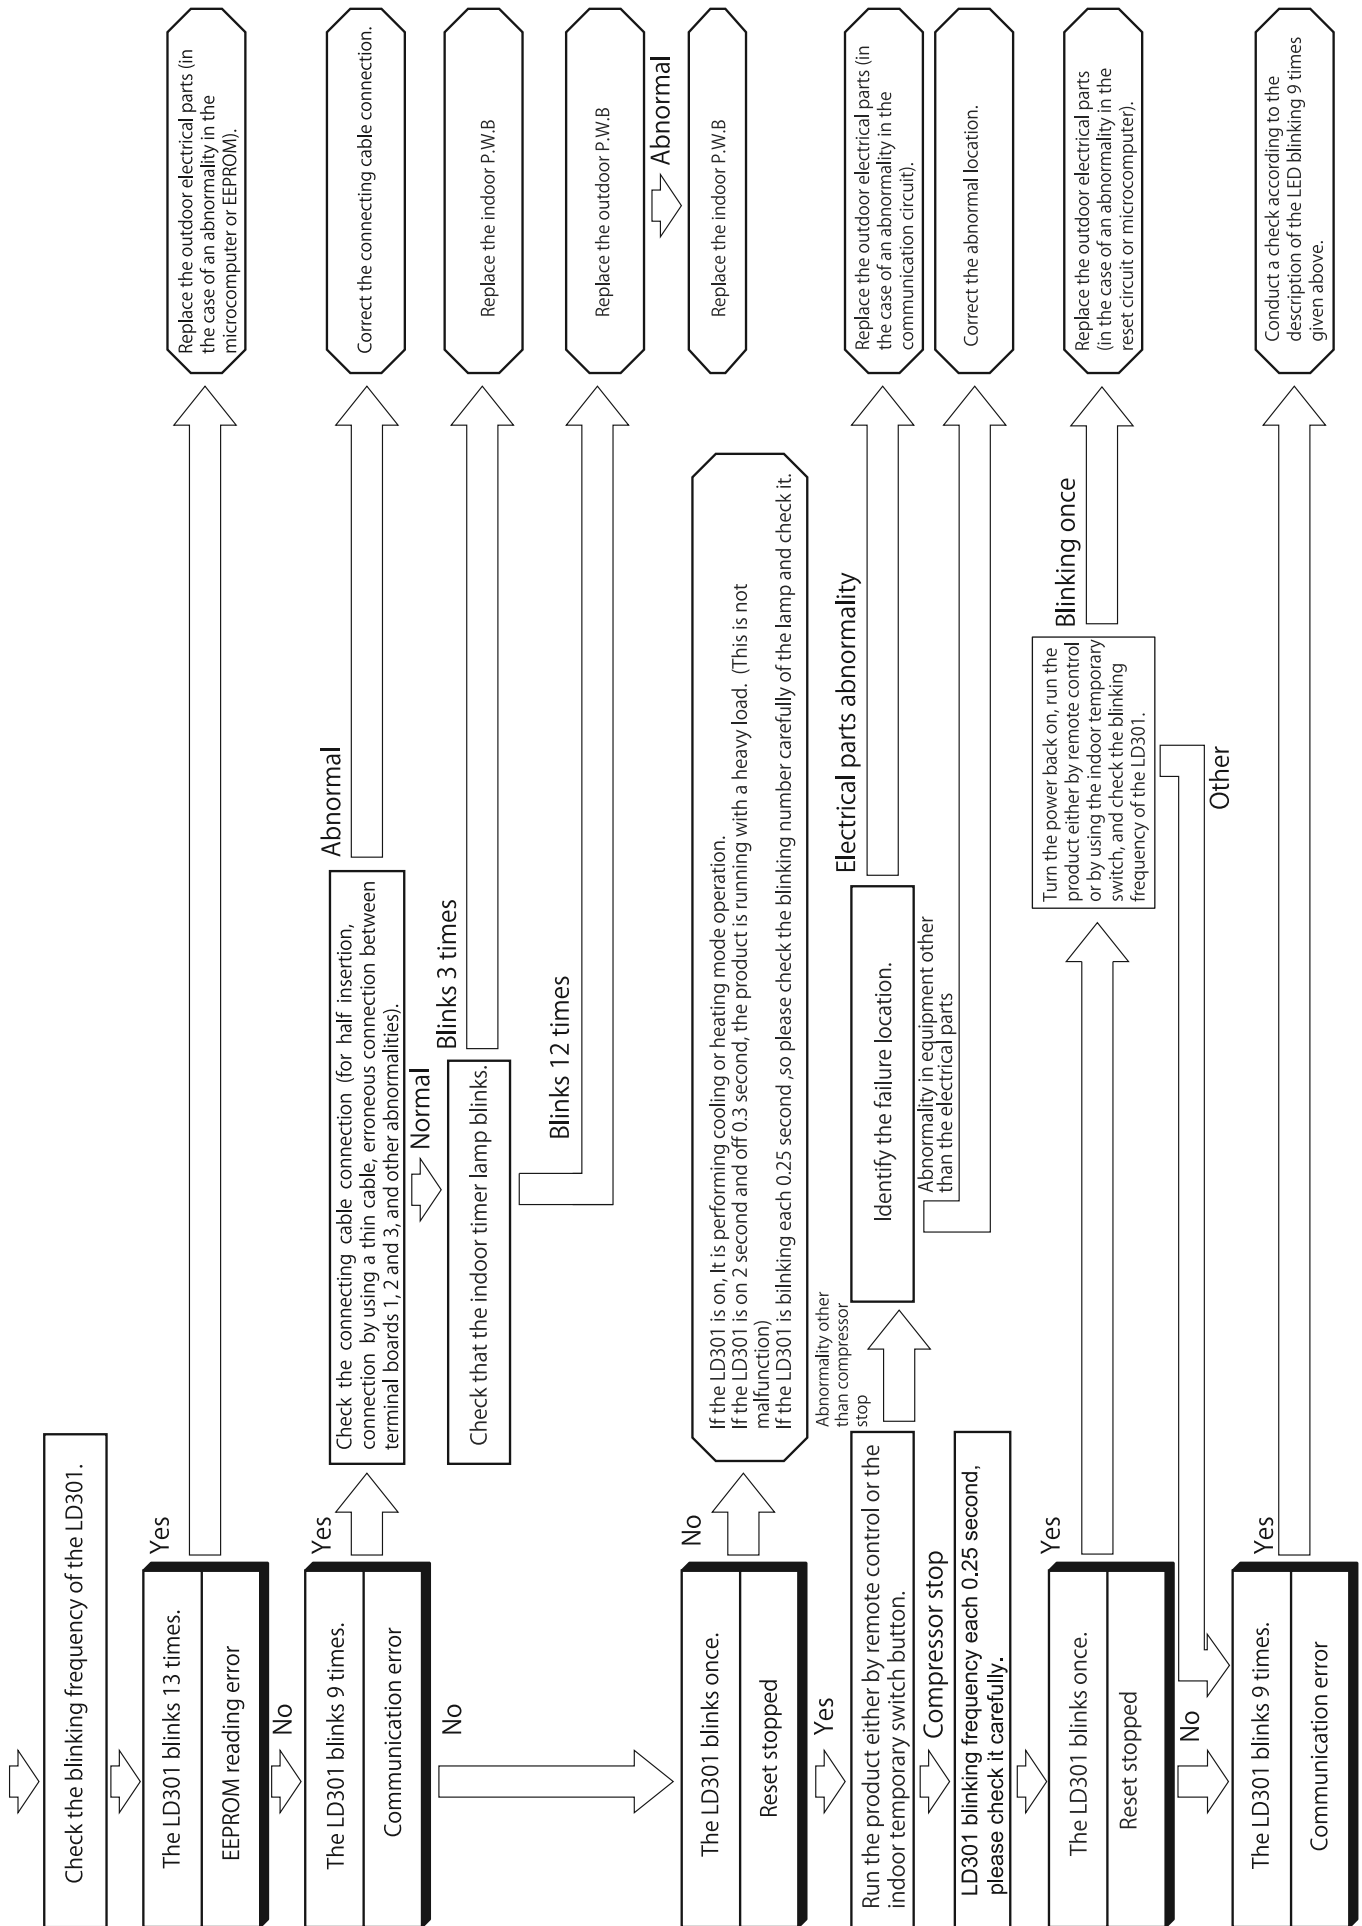 Check the blinking frequency of the LD301.
The LD301 blinks 13 times.
EEPROM reading error
Yes
Replace the outdoor electrical parts (in
the case of an abnormality in the
microcomputer or EEPROM).
No
The LD301 blinks 9 times.
Communication error
Yes
Check the connecting cable connection (for half insertion,
connection by using a thin cable, erroneous connection between
terminal boards 1, 2 and 3, and other abnormalities).
Abnormal
Correct the connecting cable connection.
Normal
Check that the indoor timer lamp blinks.
Blinks 3 times
Replace the indoor P.W.B
Blinks 12 times
Replace the outdoor P.W.B
Abnormal
Replace the indoor P.W.B
No
The LD301 blinks once.
Reset stopped
No
If the LD301 is on, It is performing cooling or heating mode operation.
If the LD301 is on 2 second and off 0.3 second, the product is running with a heavy load. (This is not
malfunction)
If the LD301 is bilnking each 0.25 second ,so please check the blinking number carefully of the lamp and check it.
Yes
Run the product either by remote control or the
indoor temporary switch button.
Abnormality other
than compressor
stop
Identify the failure location.
Electrical parts abnormality
Replace the outdoor electrical parts (in
the case of an abnormality in the
communication circuit).
Abnormality in equipment other
than the electrical parts
Correct the abnormal location.
Compressor stop
LD301 blinking frequency each 0.25 second,
please check it carefully.
The LD301 blinks once.
Reset stopped
Yes
Turn the power back on, run the
product either by remote control
or by using the indoor temporary
switch, and check the blinking
frequency of the LD301.
Blinking once
Replace the outdoor electrical parts
(in the case of an abnormality in the
reset circuit or microcomputer).
Other
No
The LD301 blinks 9 times.
Communication error
Yes
Conduct a check according to the
description of the LED blinking 9 times
given above.